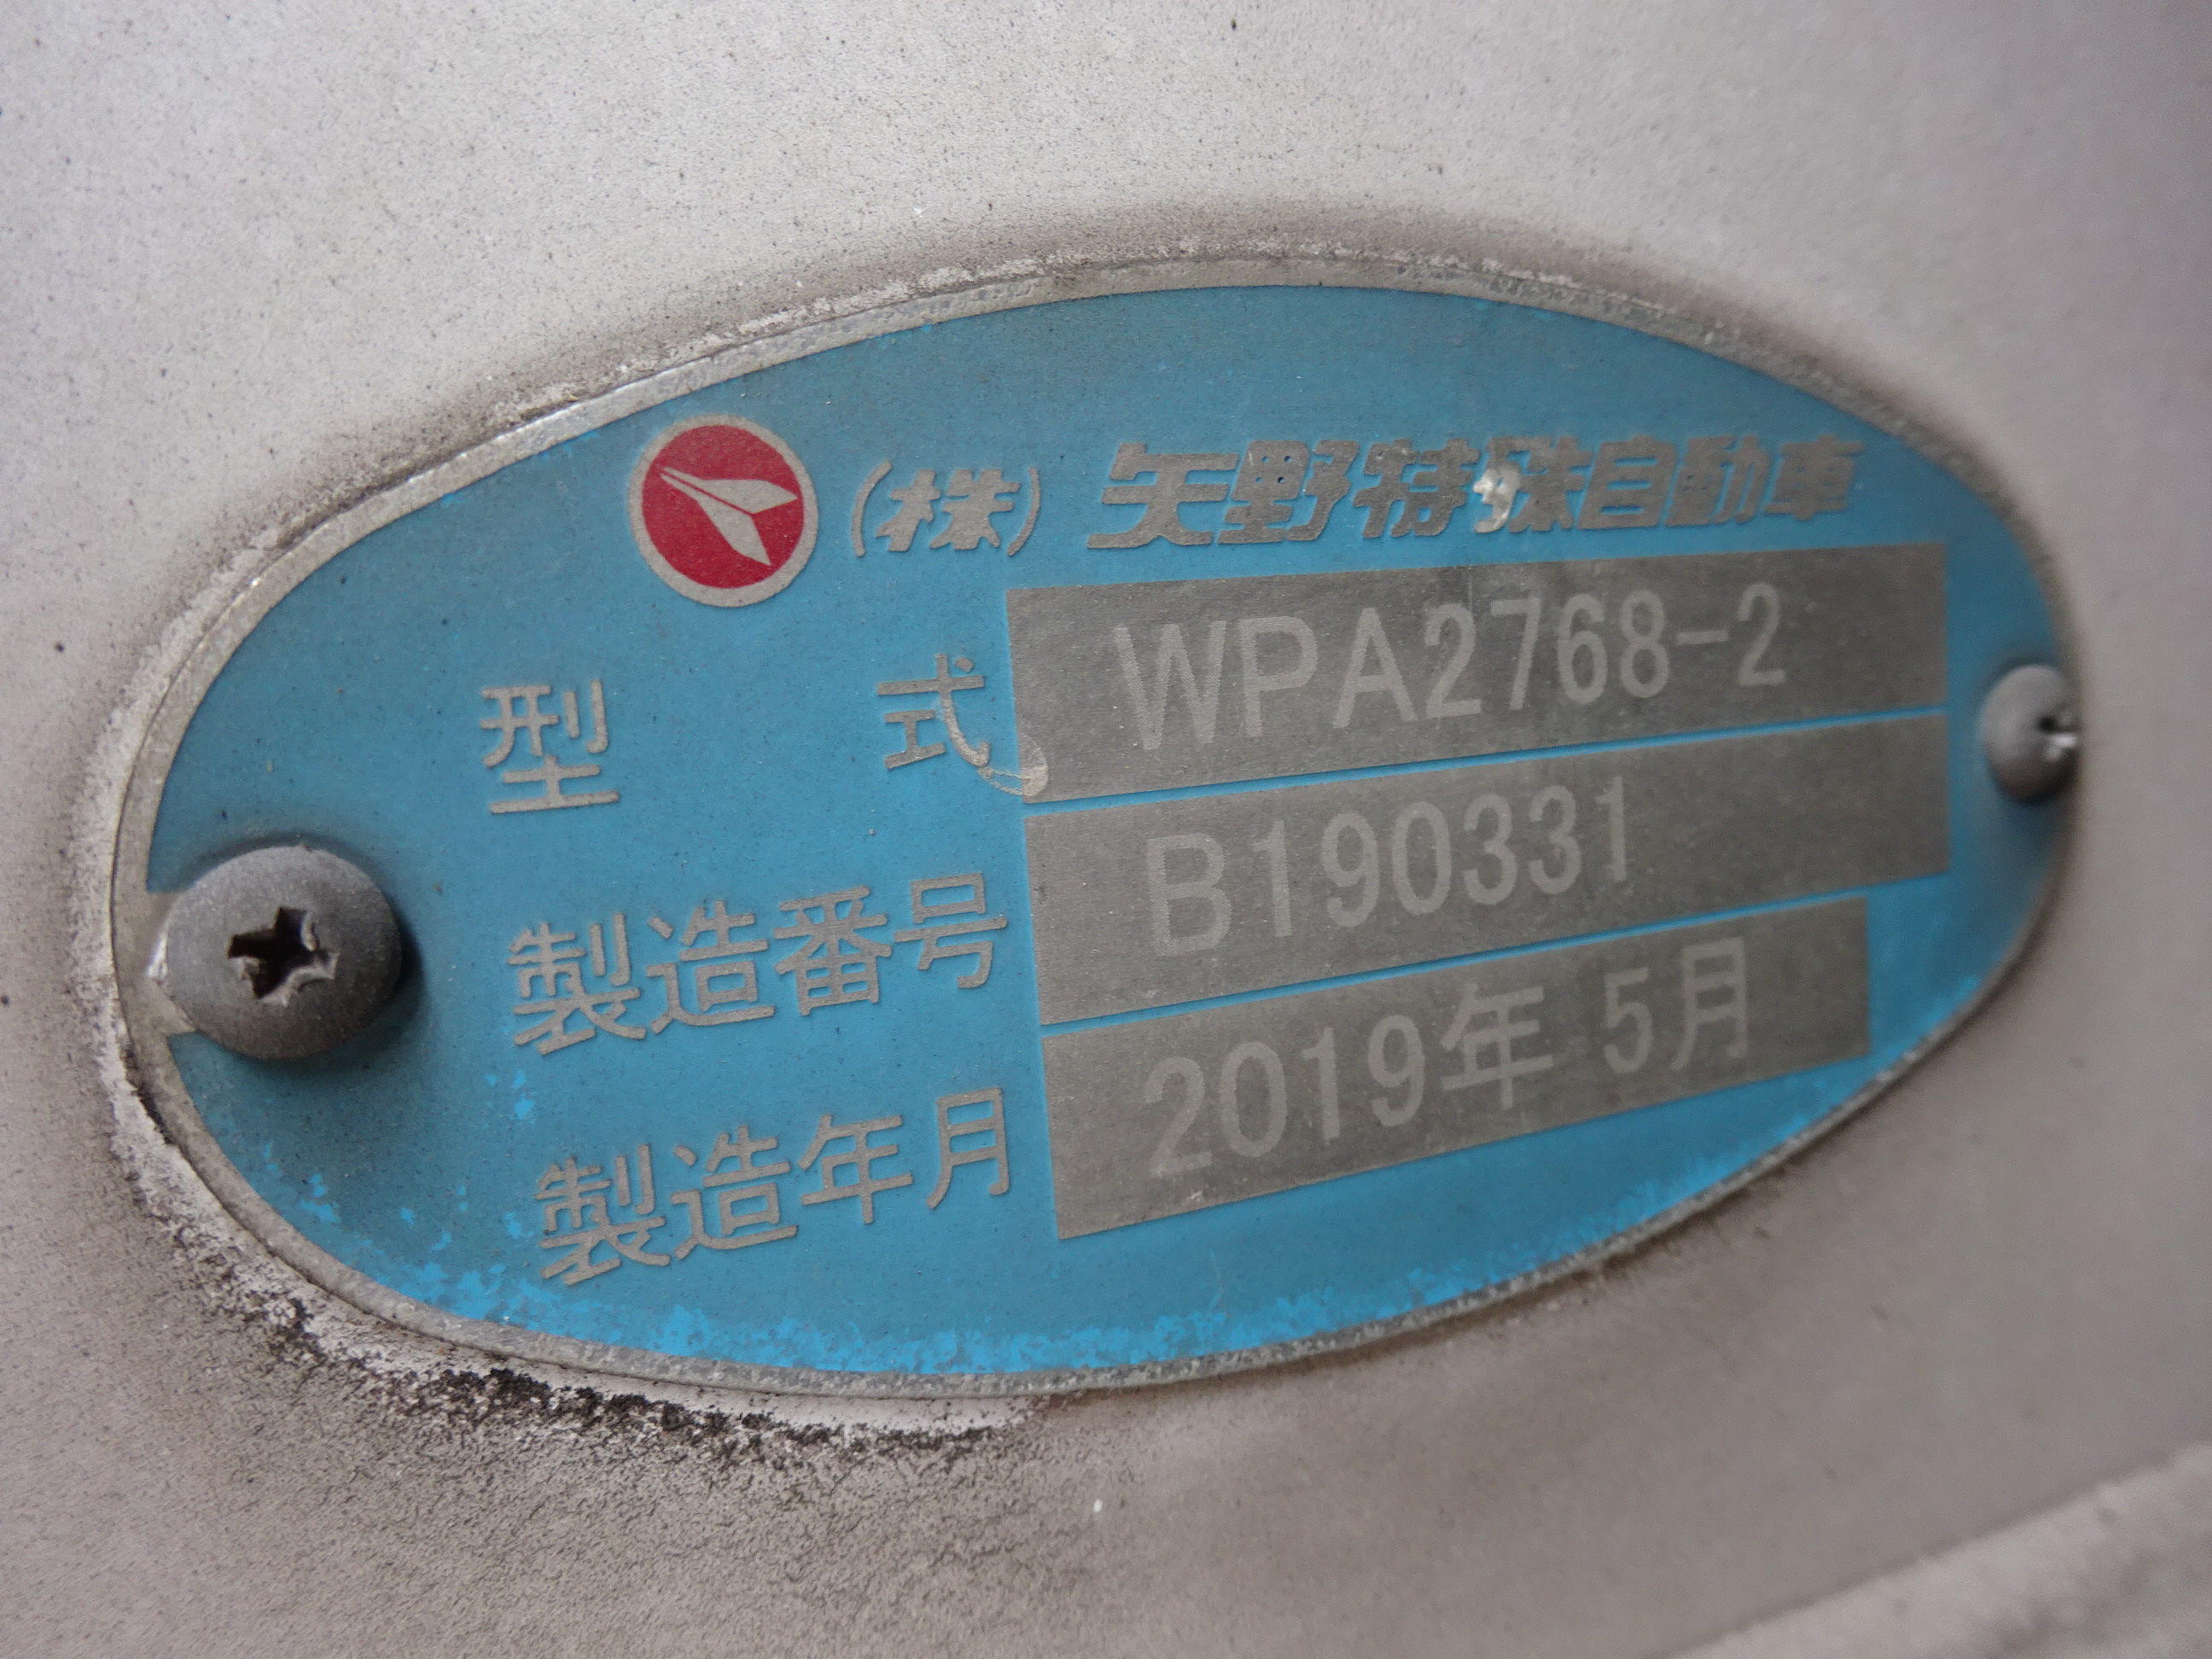 (株)矢野特殊自動車
型式 WPA2768-2
製造番号 B190331
製造年月 2019年 5月